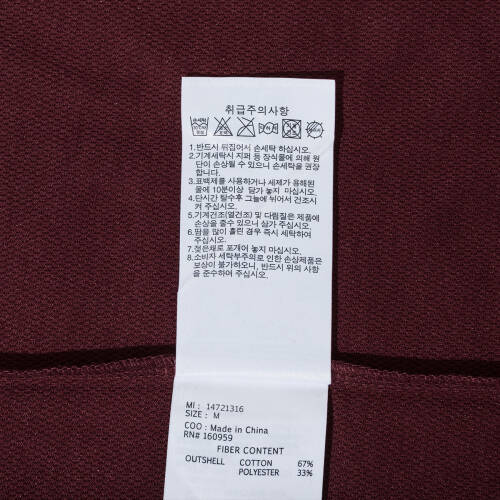 취급주의사항
손세탁
1.반드시 뒤집어서 손세탁 하십시오.
2.기계세탁시 지퍼 등 장식물에 의해 원
단이 손상될 수 있으니 손세탁을 권장
합니다.
3.표백제를 사용하거나 세제가 용해된
물에 10분이상 담가 놓지 마십시오.
4.단시간 탈수후 그늘에 뉘어서 건조시
켜 주십시오.
5.기계건조(열건조) 및 다림질은 제품에
손상을 줄수 있으니 삼가 주십시오.
6.땀을 많이 흘린 경우 즉시 세탁하여
주십시오.
7.젖은채로 포개어 놓지 마십시오.
8.소비자 세탁부주의로 인한 손상제품은
보상이 불가하오니, 반드시 위의 사항
을 준수하여 주십시오.
MI : 14721316
SIZE : M
COO : Made in China
RN# 160959
FIBER CONTENT
OUTSHELL COTTON 67%
POLYESTER 33%